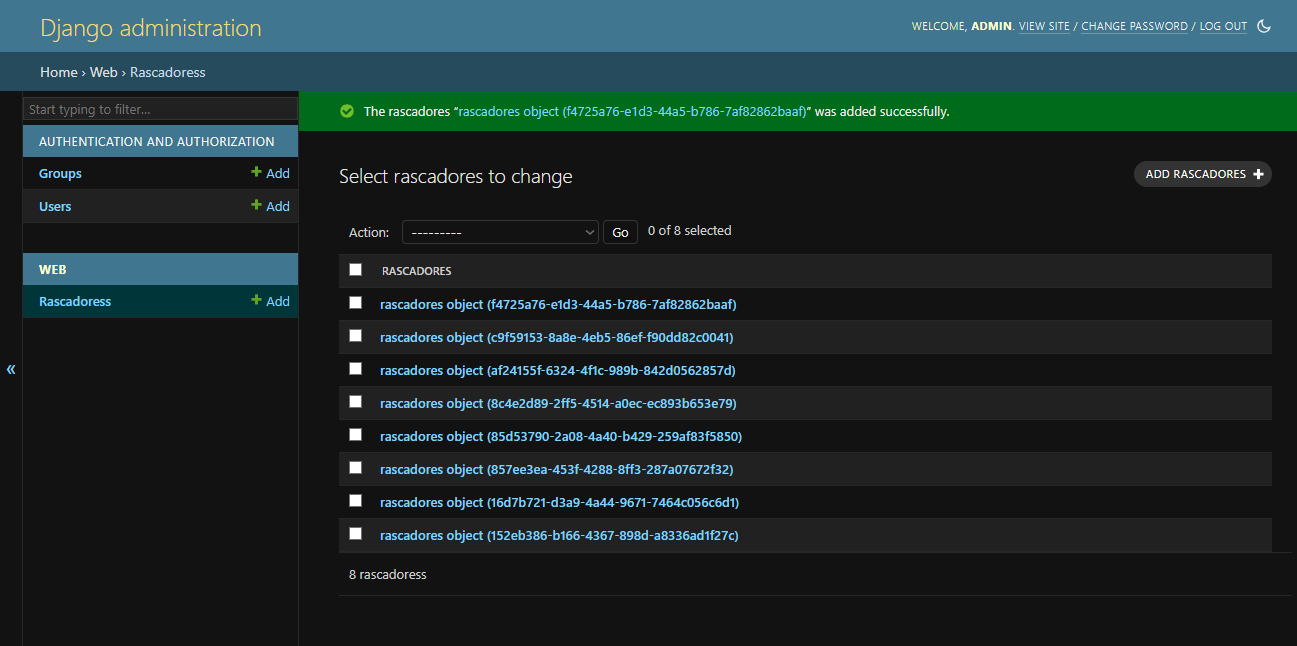 Django administration
WELCOME, ADMIN. VIEW SITE / CHANGE PASSWORD / LOG OUT
Home › Web › Rascadoress
Start typing to filter...
AUTHENTICATION AND AUTHORIZATION
Groups + Add
Users + Add
WEB
Rascadoress + Add
«
The rascadores “rascadores object (f4725a76-e1d3-44a5-b786-7af82862baaf)” was added successfully.
Select rascadores to change
ADD RASCADORES +
Action: --------- Go 0 of 8 selected
RASCADORES
rascadores object (f4725a76-e1d3-44a5-b786-7af82862baaf)
rascadores object (c9f59153-8a8e-4eb5-86ef-f90dd82c0041)
rascadores object (af24155f-6324-4f1c-989b-842d0562857d)
rascadores object (8c4e2d89-2ff5-4514-a0ec-ec893b653e79)
rascadores object (85d53790-2a08-4a40-b429-259af83f5850)
rascadores object (857ee3ea-453f-4288-8ff3-287a07672f32)
rascadores object (16d7b721-d3a9-4a44-9671-7464c056c6d1)
rascadores object (152eb386-b166-4367-898d-a8336ad1f27c)
8 rascadoress